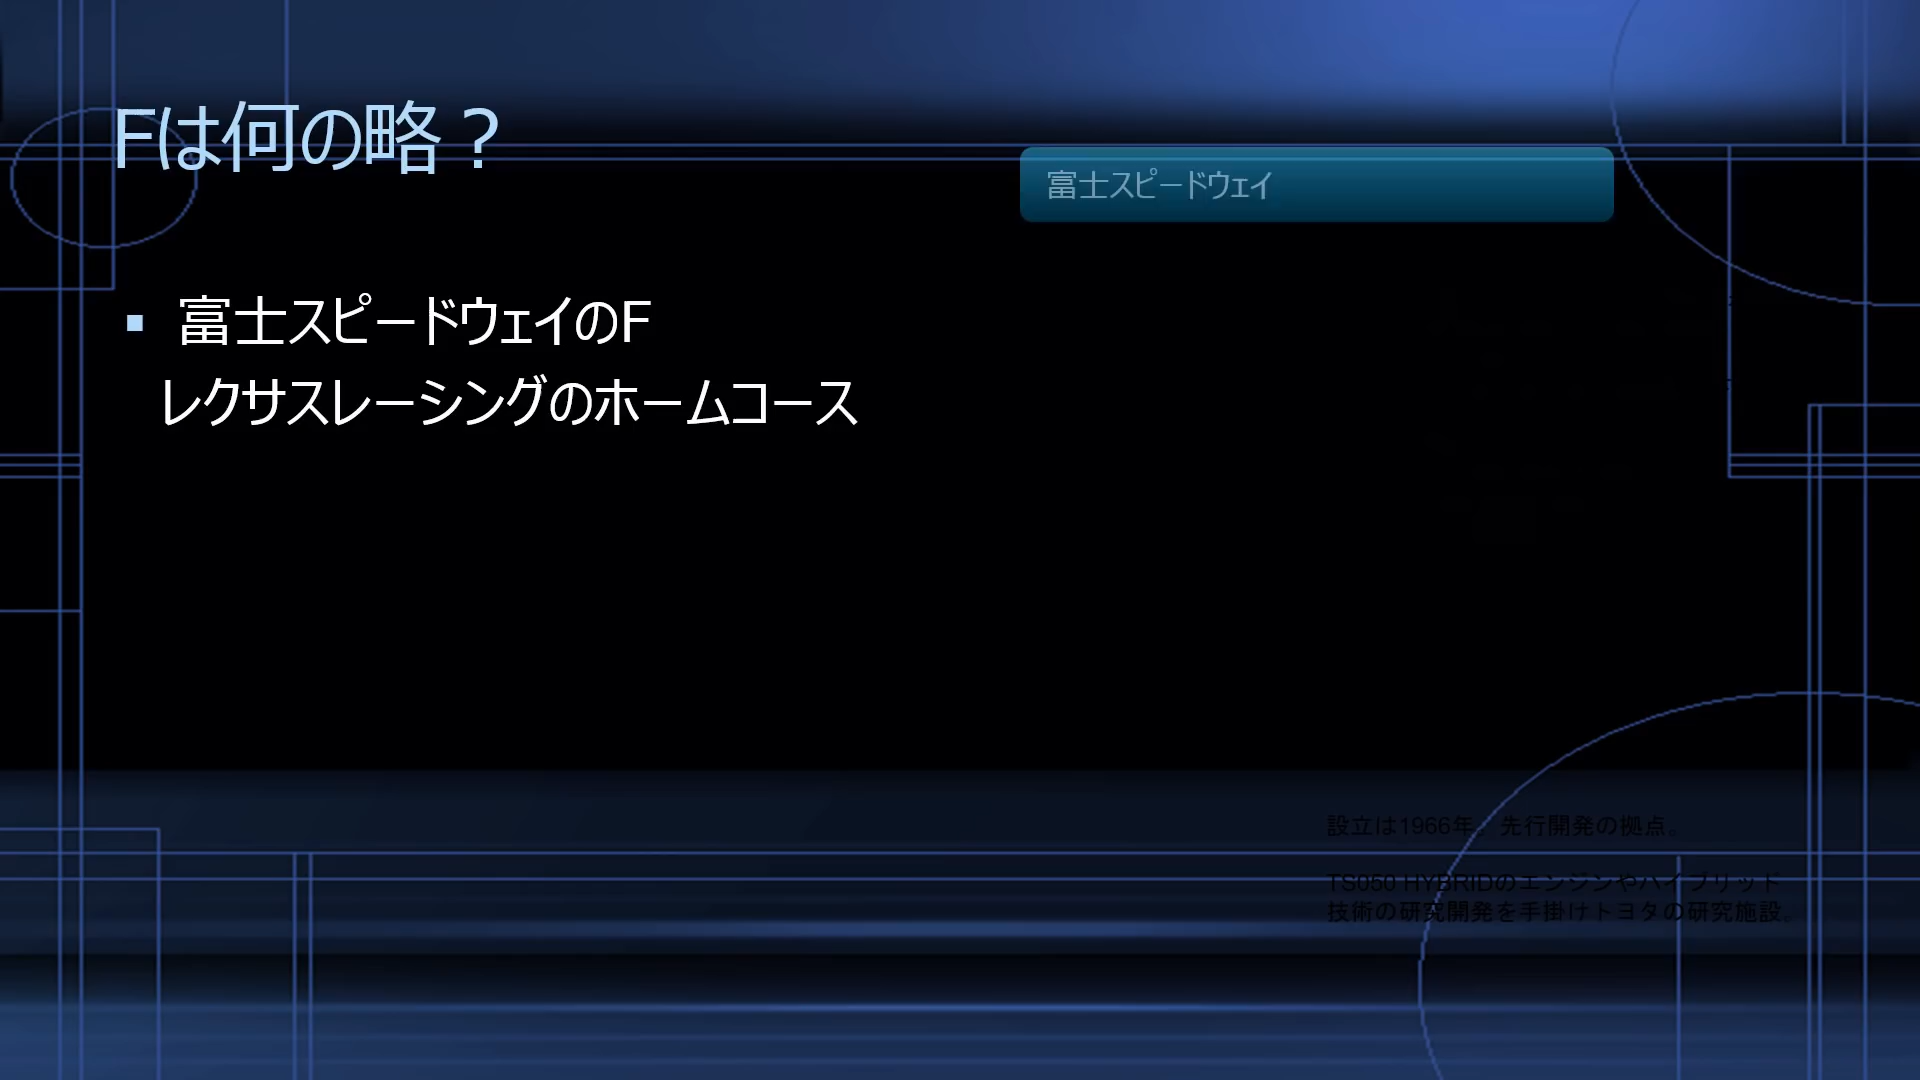 Fは何の略？
富士スピードウェイ
▪ 富士スピードウェイのF
レクサスレーシングのホームコース
設立は1966年。先行開発の拠点。
TS050 HYBRIDのエンジンやハイブリッド
技術の研究開発を手掛けトヨタの研究施設。